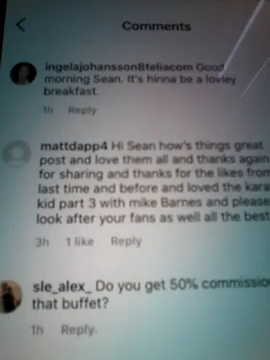 Comments
ingelajohansson8teliacom Good
morning Sean. It's hinna be a lovley
breakfast.
1h Reply
mattdapp4 Hi Sean how's things great
post and love them all and thanks again
for sharing and thanks for the likes from
last time and before and loved the kara
kid part 3 with mike Barnes and please
look after your fans as well all the best
3h 1 like Reply
sle_alex_ Do you get 50% commissio
that buffet?
1h Reply